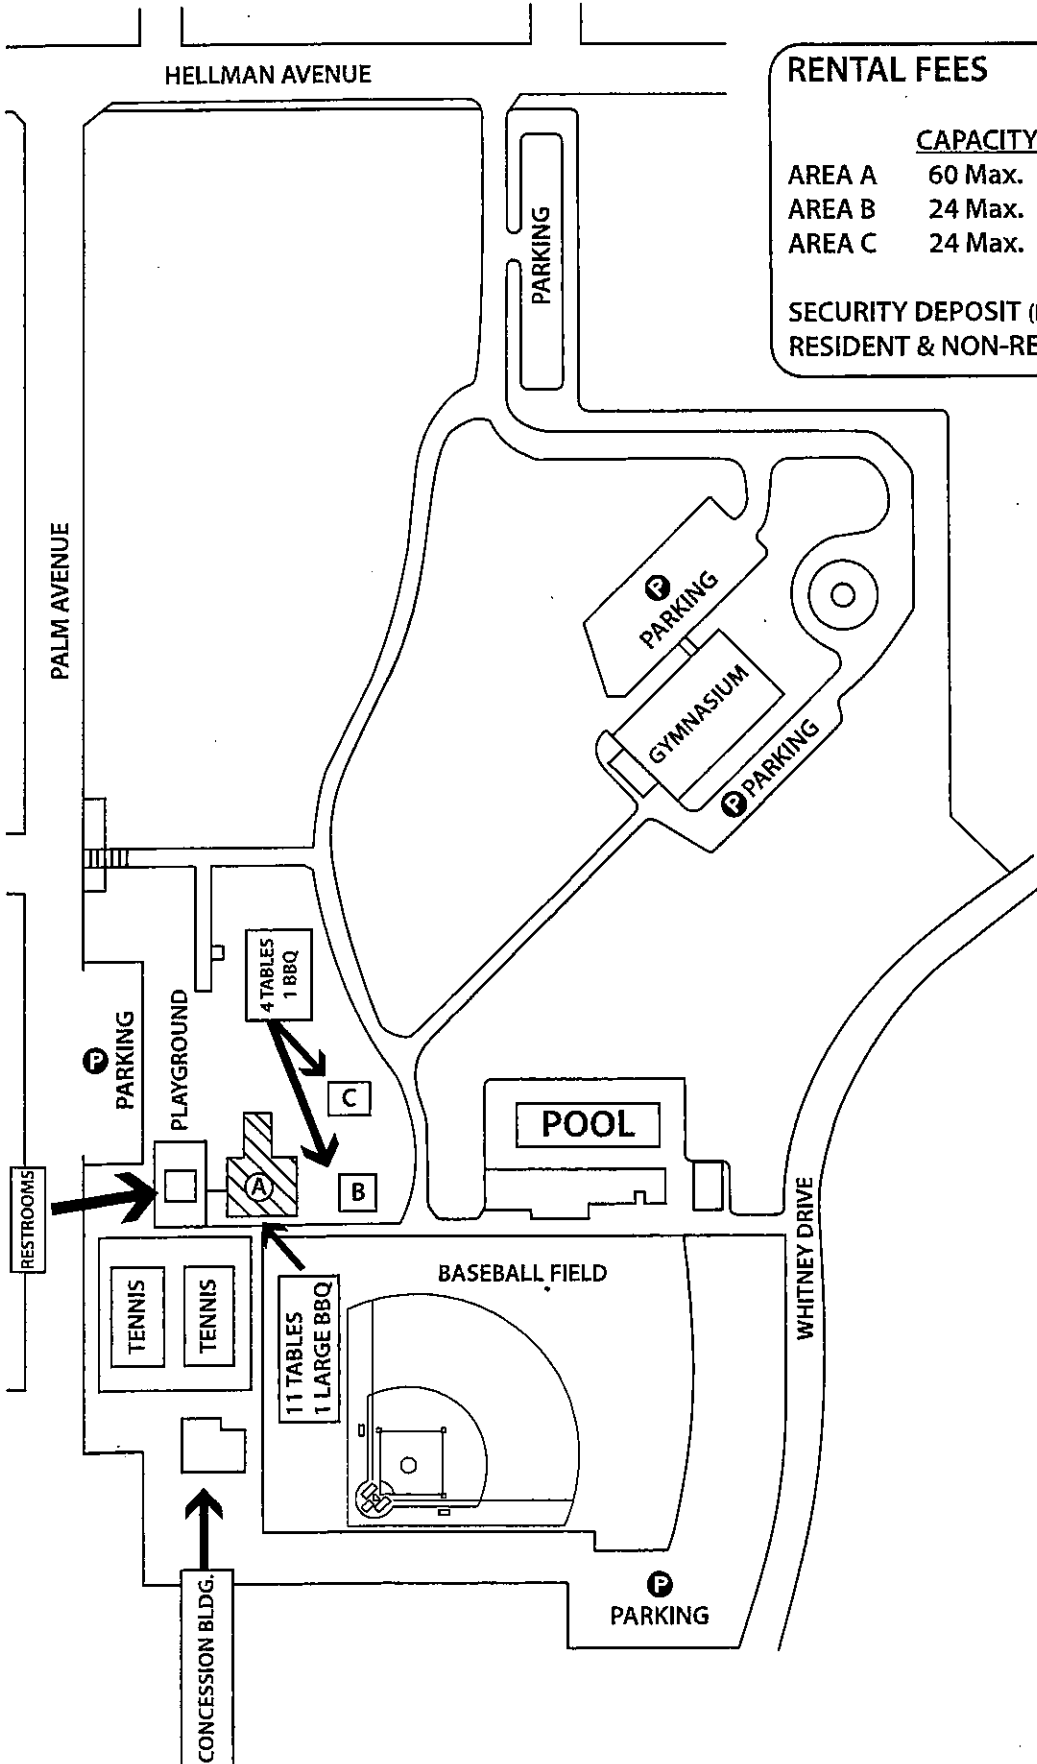 HELLMAN AVENUE
RENTAL FEES
CAPACITY
AREA A 60 Max.
AREA B 24 Max.
AREA C 24 Max.
SECURITY DEPOSIT
RESIDENT & NON-RE
PARKING
PALM AVENUE
P
PARKING
GYMNASIUM
P PARKING
4 TABLES
1 BBQ
P
PARKING
PLAYGROUND
C
POOL
A
B
RESTROOMS
WHITNEY DRIVE
BASEBALL FIELD
TENNIS
TENNIS
11 TABLES
1 LARGE BBQ
CONCESSION BLDG.
P
PARKING